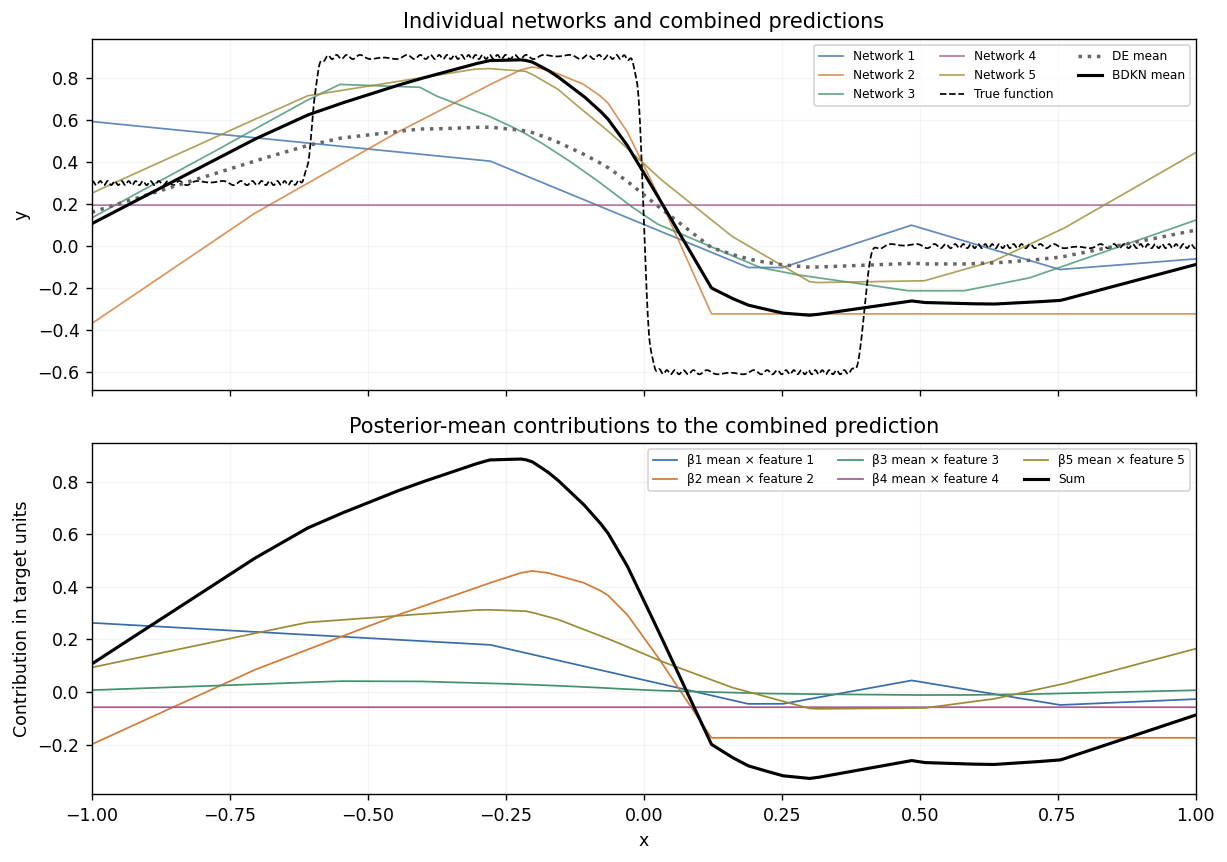 Individual networks and combined predictions
Network 1
Network 2
Network 3
Network 4
Network 5
True function
DE mean
BDKN mean
0.8
0.6
0.4
0.2
0.0
−0.2
−0.4
−0.6
y
Posterior-mean contributions to the combined prediction
β1 mean × feature 1
β2 mean × feature 2
β3 mean × feature 3
β4 mean × feature 4
β5 mean × feature 5
Sum
0.8
0.6
0.4
0.2
0.0
−0.2
Contribution in target units
−1.00 −0.75 −0.50 −0.25 0.00 0.25 0.50 0.75 1.00
x